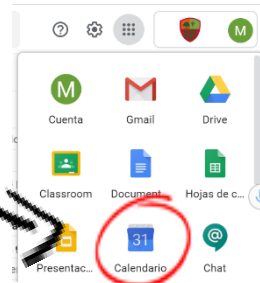 M
M
Cuenta
Gmail
Drive
Classroom
Document...
Hojas de c...
31
Presentac...
Calendario
Chat